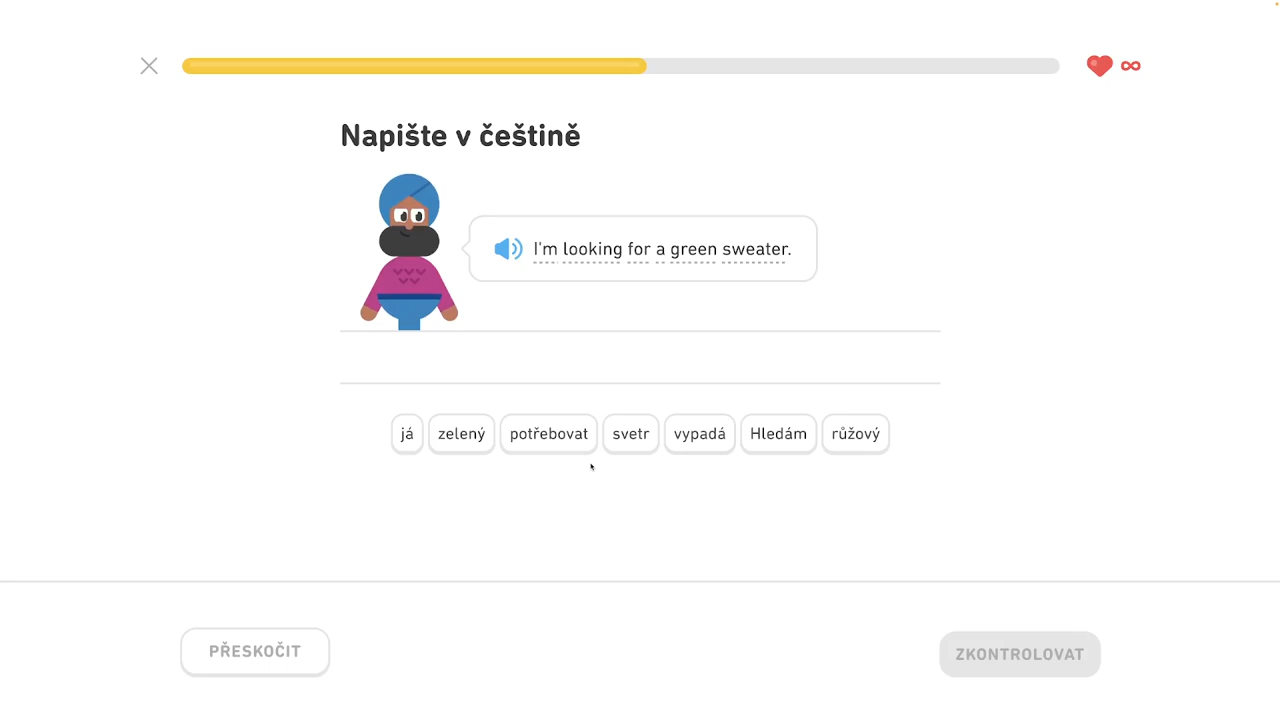 Napište v češtině
I'm looking for a green sweater.
já zelený potřebovat svetr vypadá Hledám růžový
PŘESKOČIT ZKONTROLOVAT